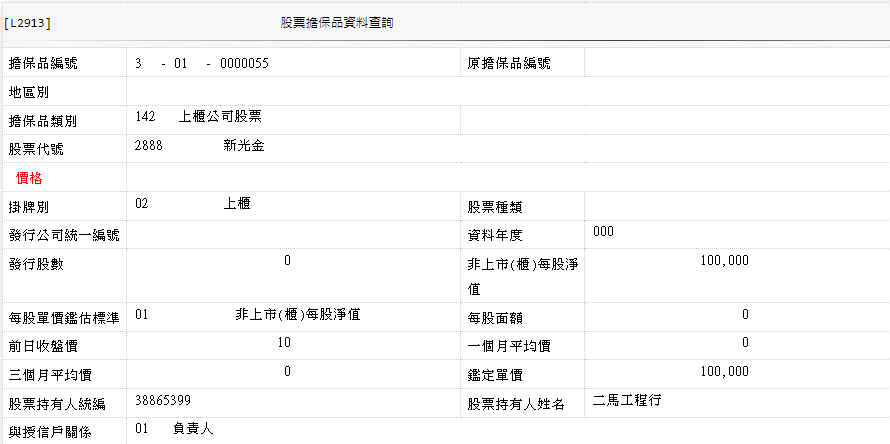 [L2913] 股票擔保品資料查詢
擔保品編號 3 - 01 - 0000055 原擔保品編號
地區別
擔保品類別 142 上櫃公司股票
股票代號 2888 新光金
價格
掛牌別 02 上櫃 股票種類
發行公司統一編號 資料年度 000
發行股數 0 非上市(櫃)每股淨 100,000
值
每股單價鑑估標準 01 非上市(櫃)每股淨值 每股面額 0
前日收盤價 10 一個月平均價 0
三個月平均價 0 鑑定單價 100,000
股票持有人統編 38865399 股票持有人姓名 二馬工程行
與授信戶關係 01 負責人